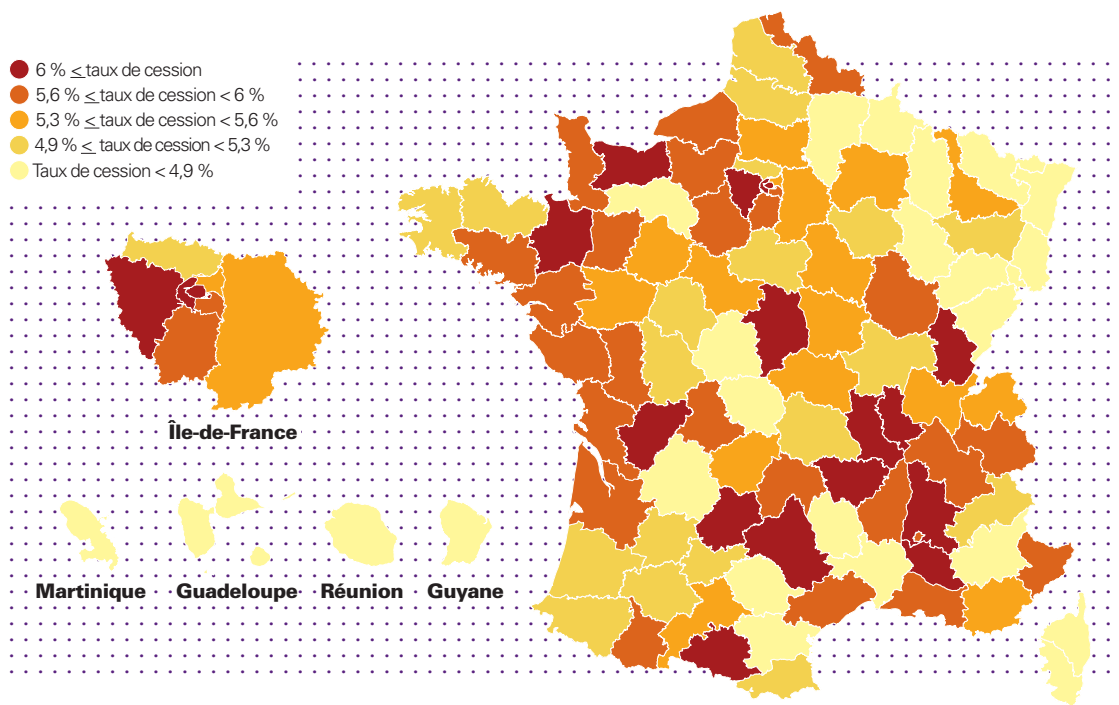 6 % ≤ taux de cession
5,6 % ≤ taux de cession < 6 %
5,3 % ≤ taux de cession < 5,6 %
4,9 % ≤ taux de cession < 5,3 %
Taux de cession < 4,9 %
Île-de-France
Martinique Guadeloupe Réunion Guyane